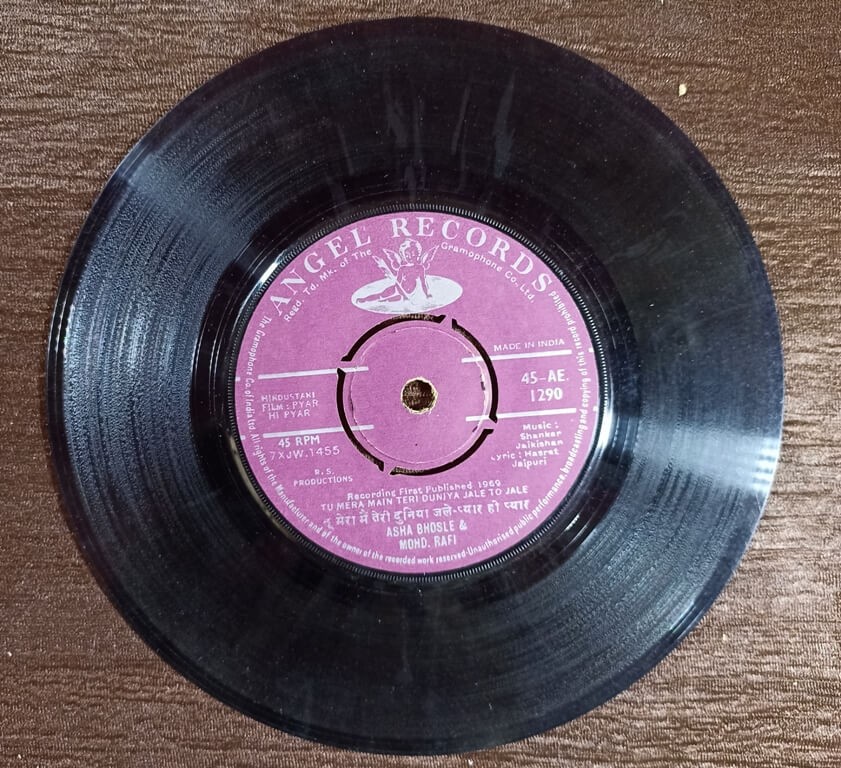 ANGEL RECORDS
Regd. Td. Mk. of The Gramophone Co. Ltd.
MADE IN INDIA
45-AE.
1290
HINDUSTANI
FILM : PYAR
HI PYAR
45 RPM
7XJW.1455
Music :
Shankar
Jaikishan
Lyric : Hasrat
Jaipuri
R. S.
PRODUCTIONS
Recording First Published 1969
TU MERA MAIN TERI DUNIYA JALE TO JALE
तू मेरा मैं तेरी दुनिया जले-प्यार ही प्यार
ASHA BHOSLE &
MOHD. RAFI
The Gramophone Co. of India Ltd. All rights of the Manufacturer and of the owner of the recorded work reserved-Unauthorised public performance, broadcasting and copying of this record prohibited